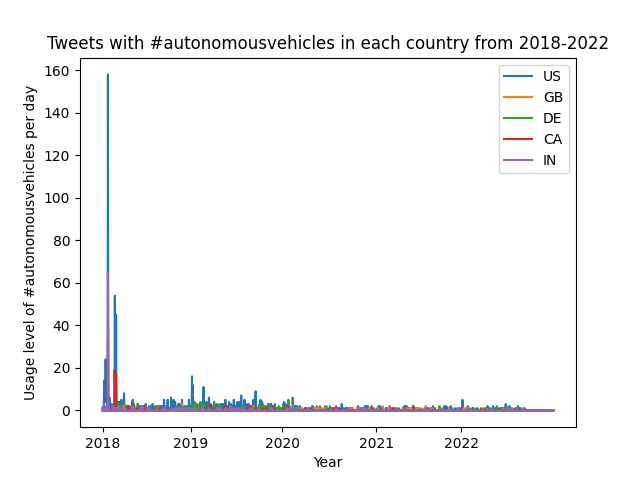 Tweets with #autonomousvehicles in each country from 2018-2022
Usage level of #autonomousvehicles per day
160
140
120
100
80
60
40
20
0
US
GB
DE
CA
IN
2018 2019 2020 2021 2022
Year